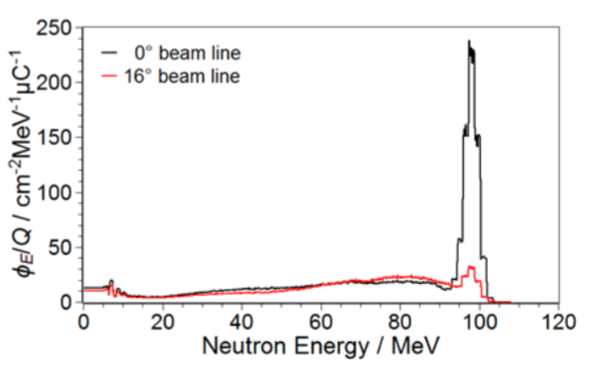 250
200
150
100
50
0
ϕE/Q / cm-2MeV-1μC-1
0° beam line
16° beam line
0 20 40 60 80 100 120
Neutron Energy / MeV